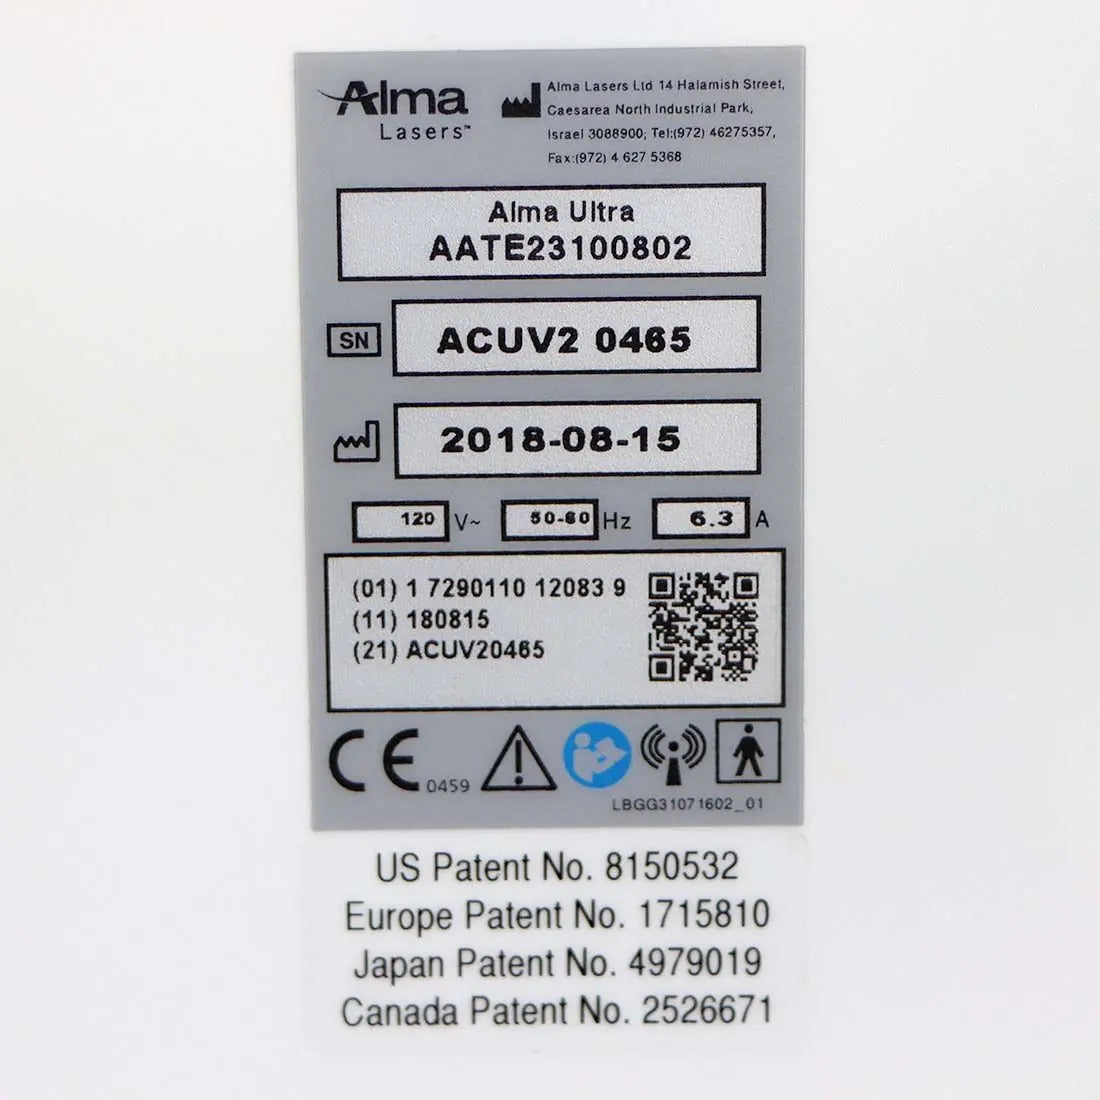 Alma
Lasers™
Alma Lasers Ltd 14 Halamish Street,
Caesarea North Industrial Park,
Israel 3088900; Tel:(972) 46275357,
Fax:(972) 4 627 5368
Alma Ultra
AATE23100802
SN
ACUV2 0465
2018-08-15
120 V~ 50-60 Hz 6.3 A
(01) 1 7290110 12083 9
(11) 180815
(21) ACUV20465
CE 0459
LBGG31071602_01
US Patent No. 8150532
Europe Patent No. 1715810
Japan Patent No. 4979019
Canada Patent No. 2526671